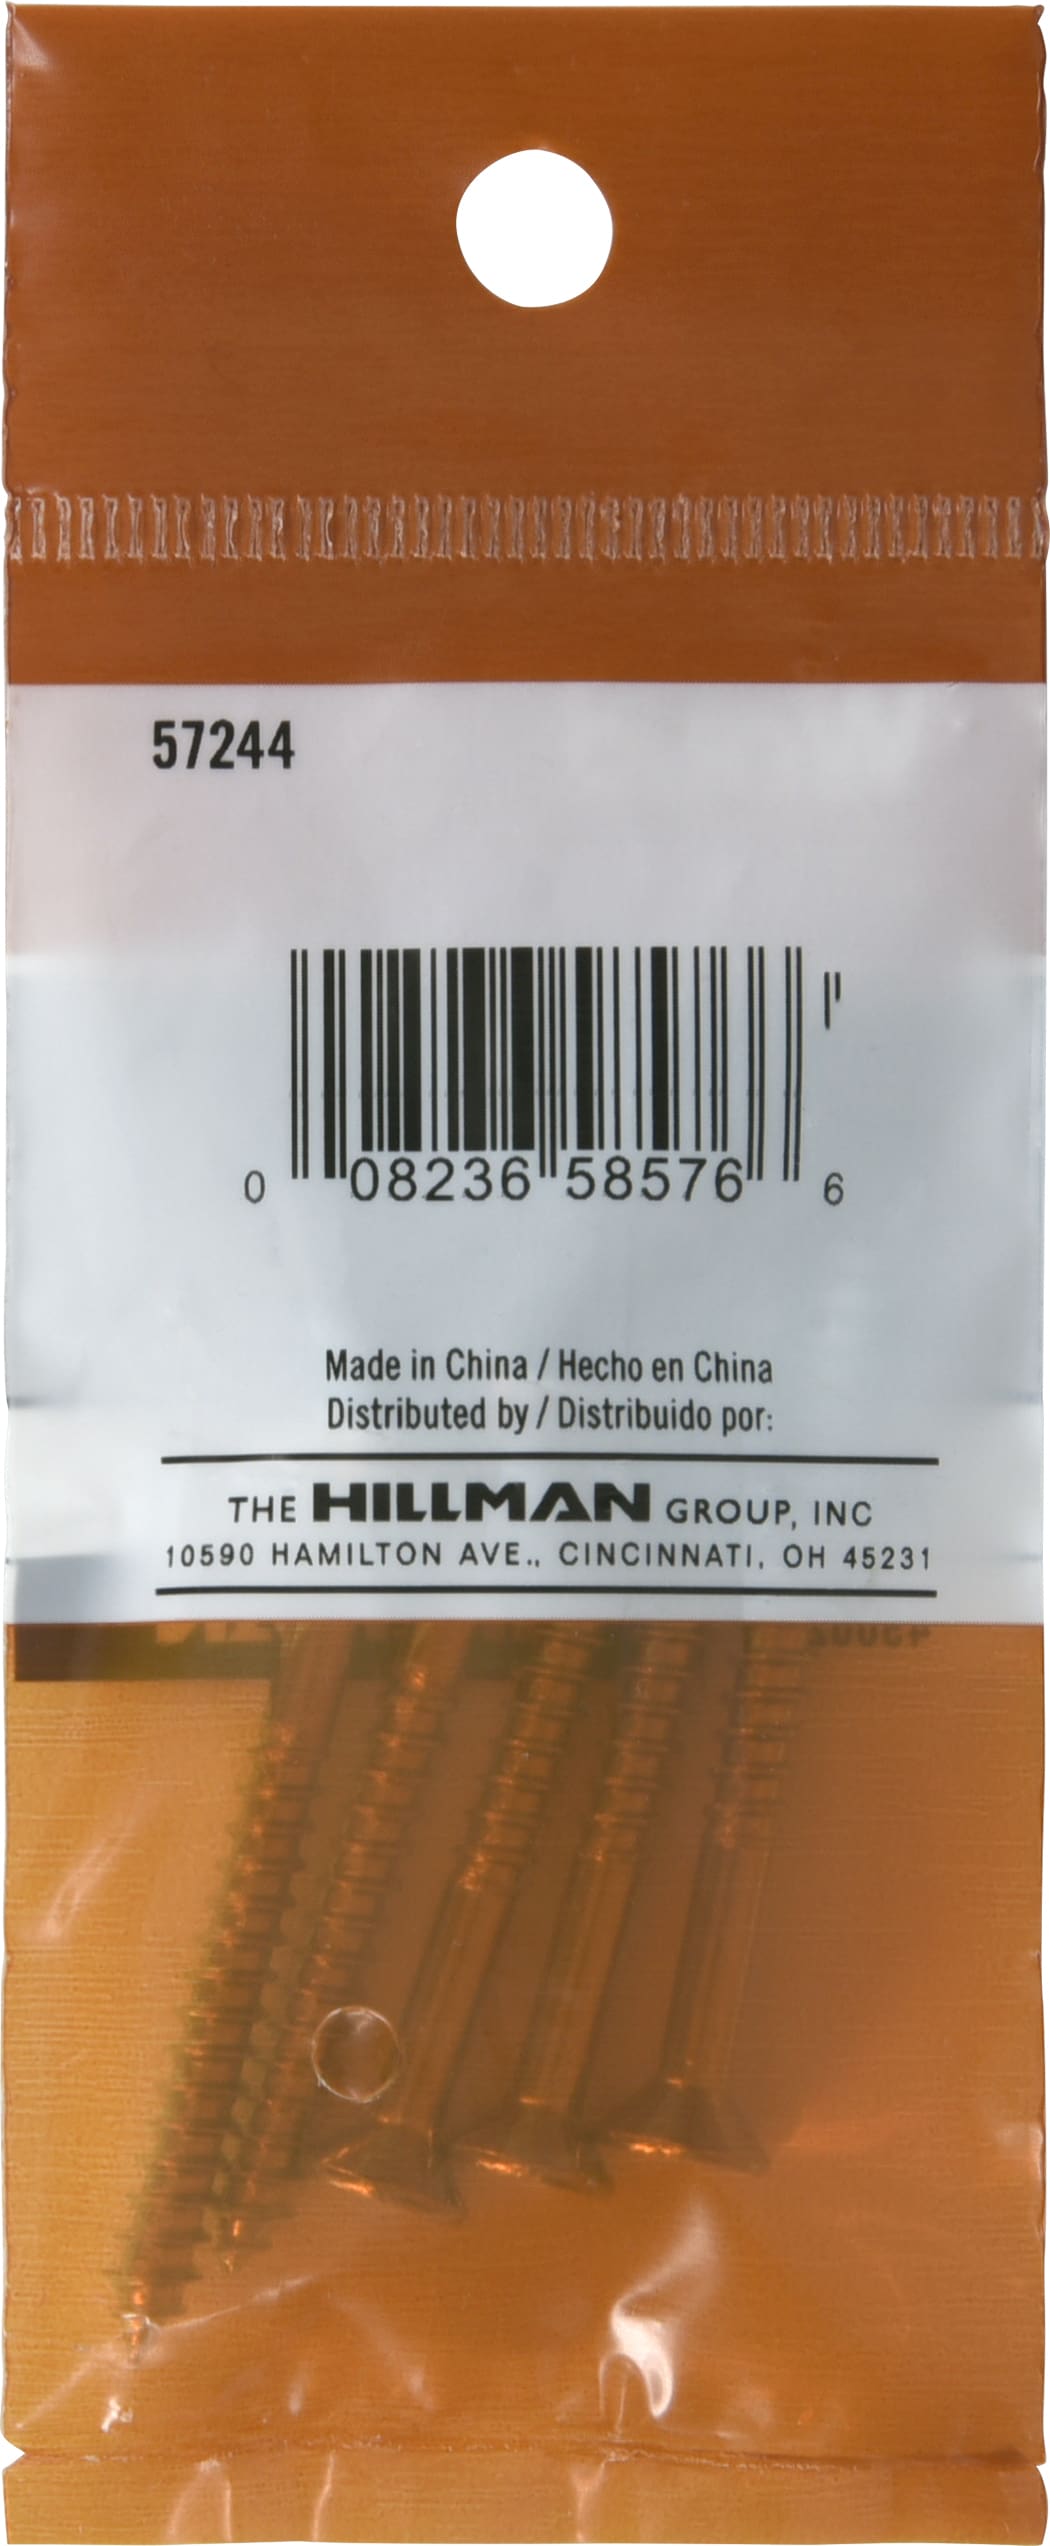 57244
0 08236 58576 6
Made in China / Hecho en China
Distributed by / Distribuido por:
THE HILLMAN GROUP, INC
10590 HAMILTON AVE., CINCINNATI, OH 45231